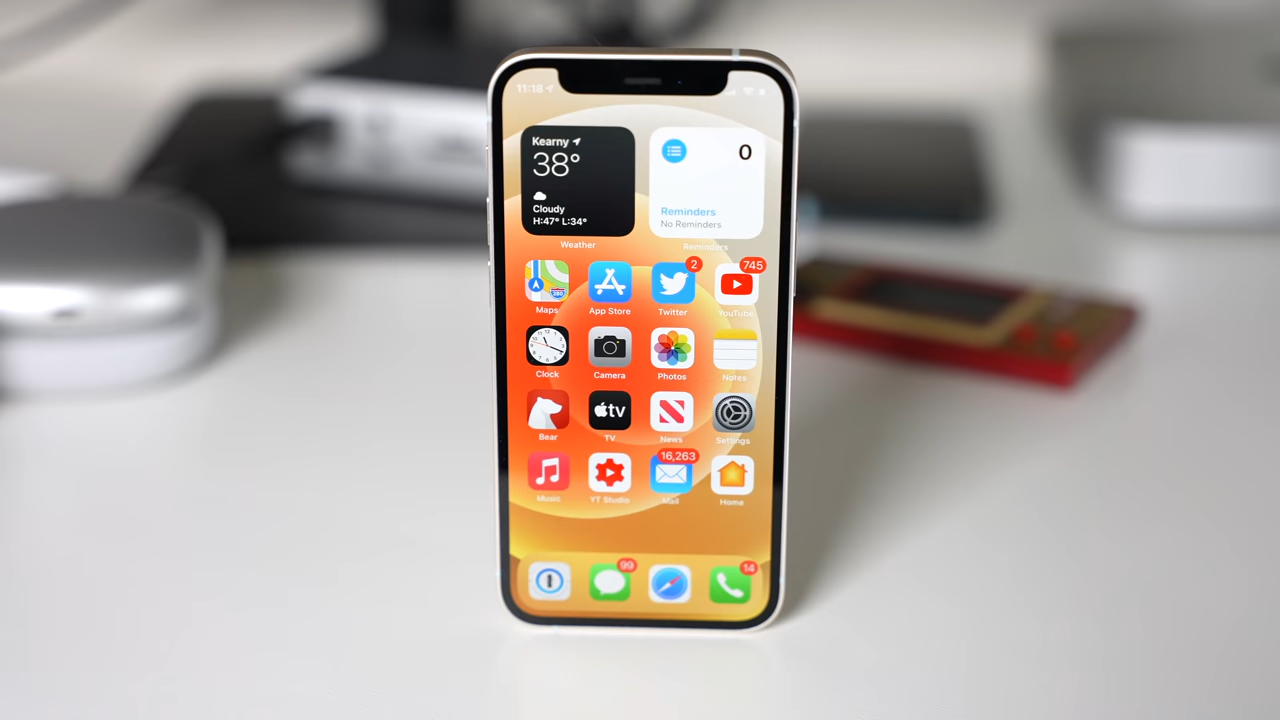 11:18
Kearny
38°
Cloudy
H:47° L:34°
Weather
0
Reminders
No Reminders
Reminders
2
745
280
Maps
App Store
Twitter
YouTube
Clock
Camera
Photos
Notes
tv
Bear
TV
News
Settings
16,263
Music
YT Studio
Mail
Home
99
14